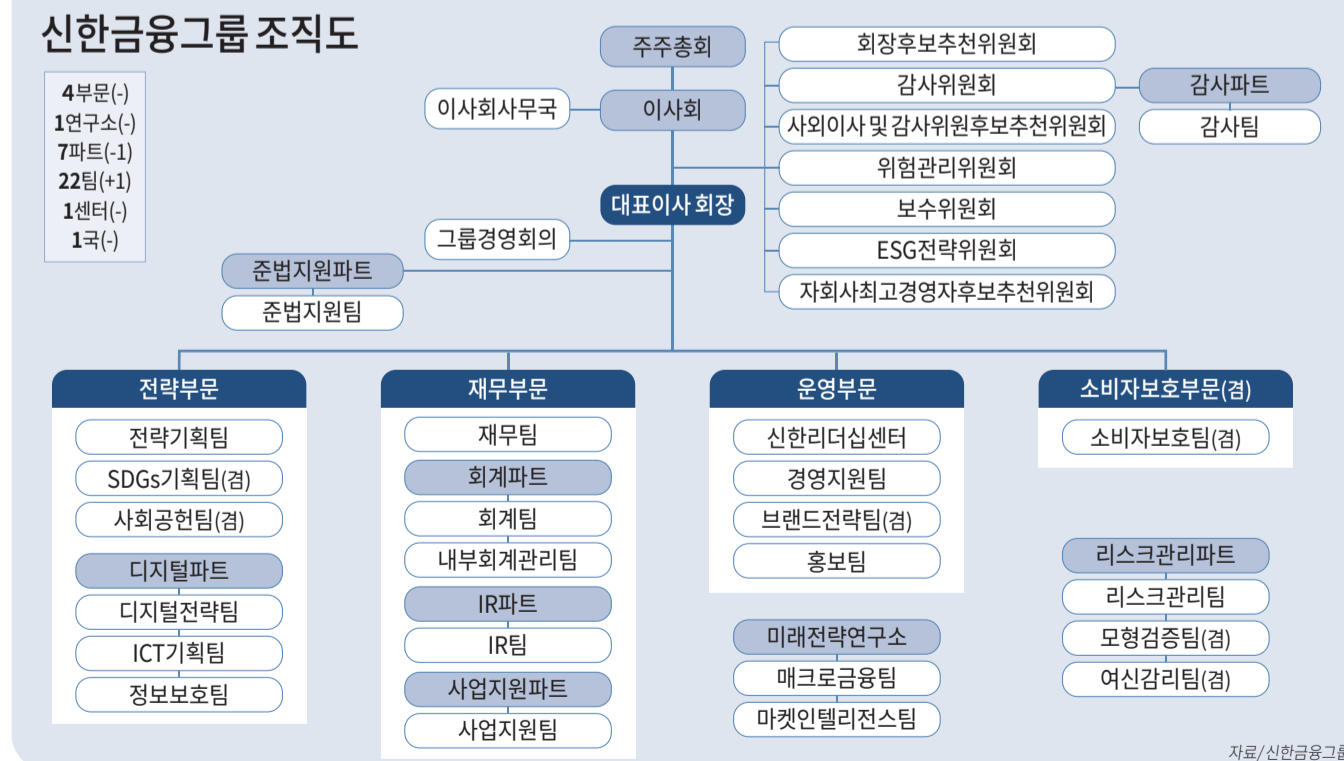 신한금융그룹 조직도
4부문(-)
1연구소(-)
7파트(-1)
22팀(+1)
1센터(-)
1국(-)
주주총회
이사회사무국
이사회
대표이사 회장
그룹경영회의
준법지원파트
준법지원팀
회장후보추천위원회
감사위원회
사외이사 및 감사위원후보추천위원회
위험관리위원회
보수위원회
ESG전략위원회
자회사최고경영자후보추천위원회
감사파트
감사팀
전략부문
전략기획팀
SDGs기획팀(겸)
사회공헌팀(겸)
디지털파트
디지털전략팀
ICT기획팀
정보보호팀
재무부문
재무팀
회계파트
회계팀
내부회계관리팀
IR파트
IR팀
사업지원파트
사업지원팀
운영부문
신한리더십센터
경영지원팀
브랜드전략팀(겸)
홍보팀
미래전략연구소
매크로금융팀
마켓인텔리전스팀
소비자보호부문(겸)
소비자보호팀(겸)
리스크관리파트
리스크관리팀
모형검증팀(겸)
여신감리팀(겸)
자료/신한금융그룹